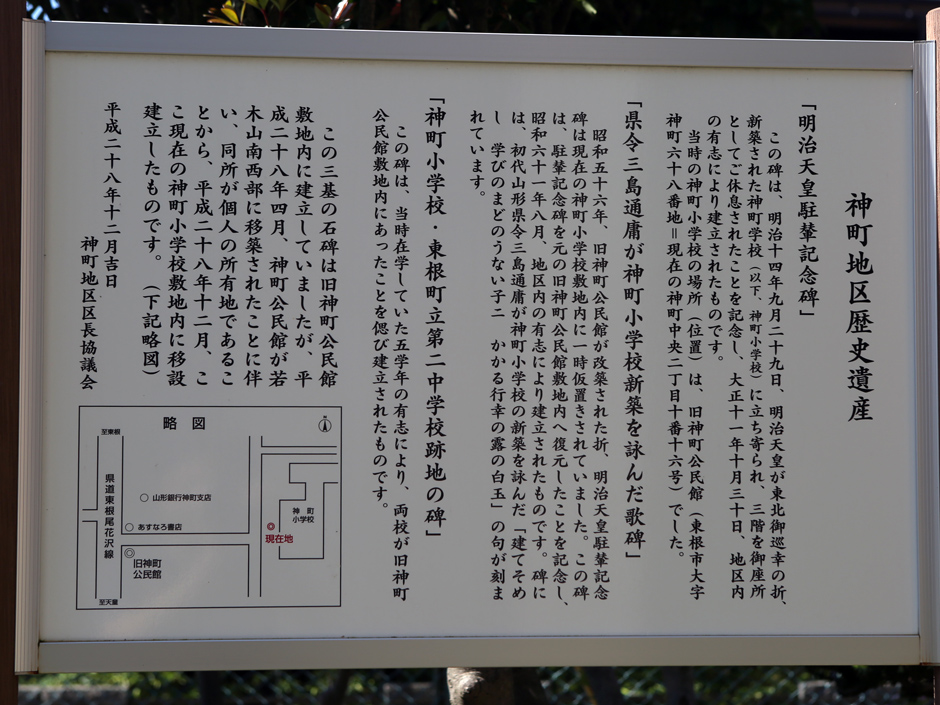 神町地区歴史遺産
「明治天皇駐輦記念碑」
この碑は、明治十四年九月二十九日、明治天皇が東北御巡幸の折、
新築された神町学校（以下、神町小学校）に立ち寄られ、三階を御座所
としてご休息されたことを記念し、大正十一年十月三十日、地区内
の有志により建立されたものです。
当時の神町小学校の場所（位置）は、旧神町公民館（東根市大字
神町六十八番地＝現在の神町中央二丁目十番十六号）でした。
「県令三島通庸が神町小学校新築を詠んだ歌碑」
昭和五十六年、旧神町公民館が改築された折、明治天皇駐輦記念
碑は現在の神町小学校敷地内に一時仮置きされていました。この碑
は、駐輦記念碑を元の旧神町公民館敷地内へ復元したことを記念し、
昭和六十一年八月、地区内の有志により建立されたものです。碑に
は、初代山形県令三島通庸が神町小学校の新築を詠んだ「建てそめ
し　学びのまどのうない子ニ　かかる行幸の露の白玉」の句が刻ま
れています。
「神町小学校・東根町立第二中学校跡地の碑」
この碑は、当時在学していた五学年の有志により、両校が旧神町
公民館敷地内にあったことを偲び建立されたものです。
この三基の石碑は旧神町公民館
敷地内に建立していましたが、平
成二十八年四月、神町公民館が若
木山南西部に移築されたことに伴
い、同所が個人の所有地であるこ
とから、平成二十八年十二月、こ
こ現在の神町小学校敷地内に移設
建立したものです。（下記略図）
平成二十八年十二月吉日
神町地区区長協議会
略図
至東根
県道東根尾花沢線
山形銀行神町支店
あすなろ書店
旧神町
公民館
至天童
神町
小学校
現在地